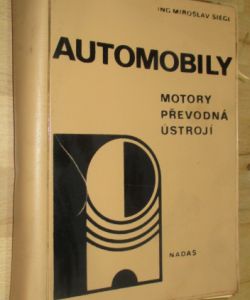 ING MIROSLAV SIEGL
AUTOMOBILY
MOTORY
PŘEVODNÁ
ÚSTROJÍ
NADAS